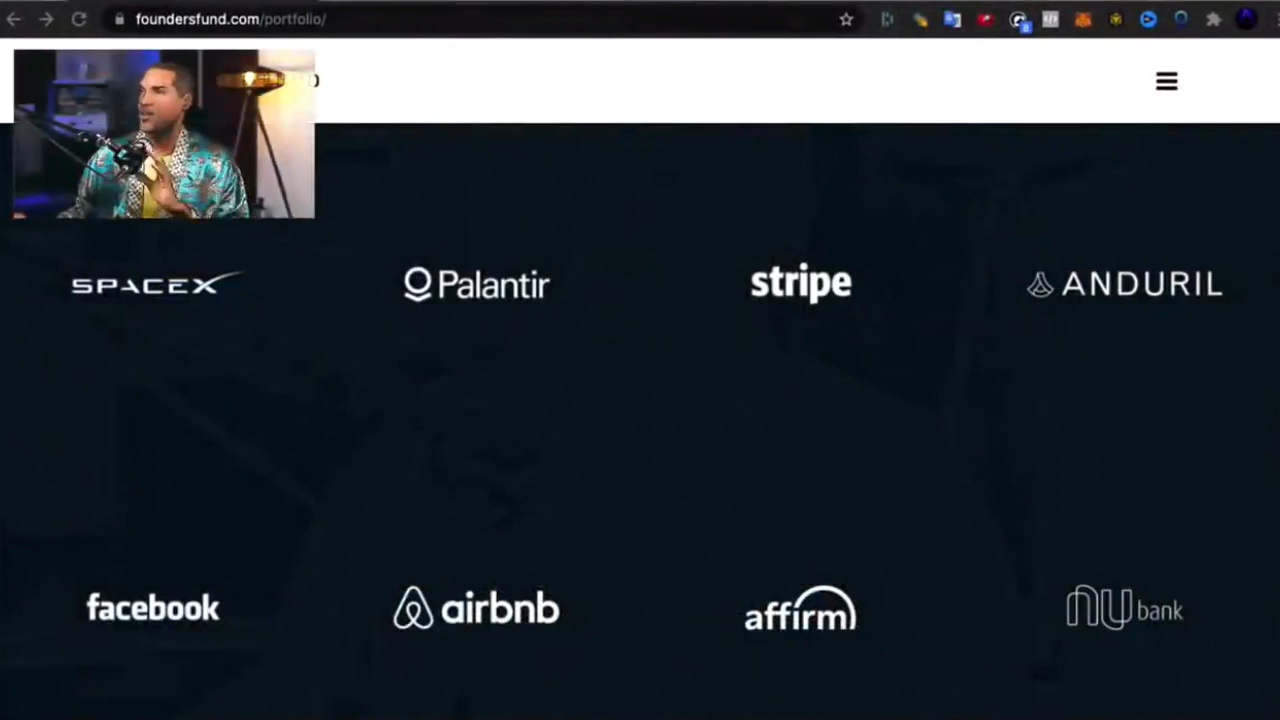 foundersfund.com/portfolio/
SPACEX
Palantir
stripe
ANDURIL
facebook
airbnb
affirm
nu bank